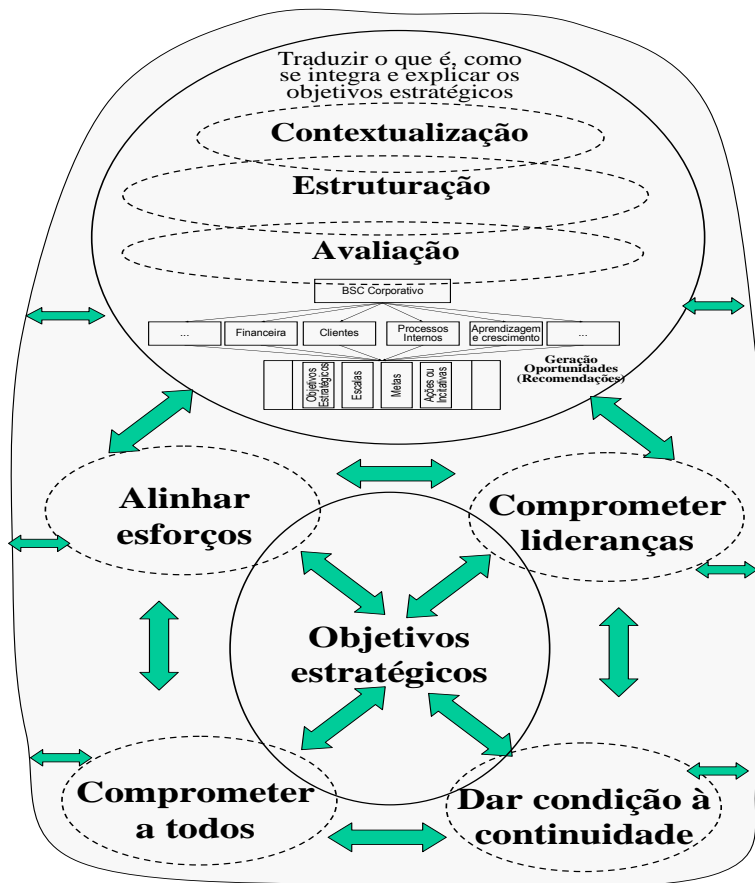 Traduzir o que é, como
se integra e explicar os
objetivos estratégicos
Contextualização
Estruturação
Avaliação
BSC Corporativo
...
Financeira
Clientes
Processos
Internos
Aprendizagem
e crescimento
...
Objetivos
Estratégicos
Escalas
Metas
Ações ou
Incitativas
Geração
Oportunidades
(Recomendações)
Alinhar
esforços
Comprometer
lideranças
Objetivos
estratégicos
Comprometer
a todos
Dar condição à
continuidade